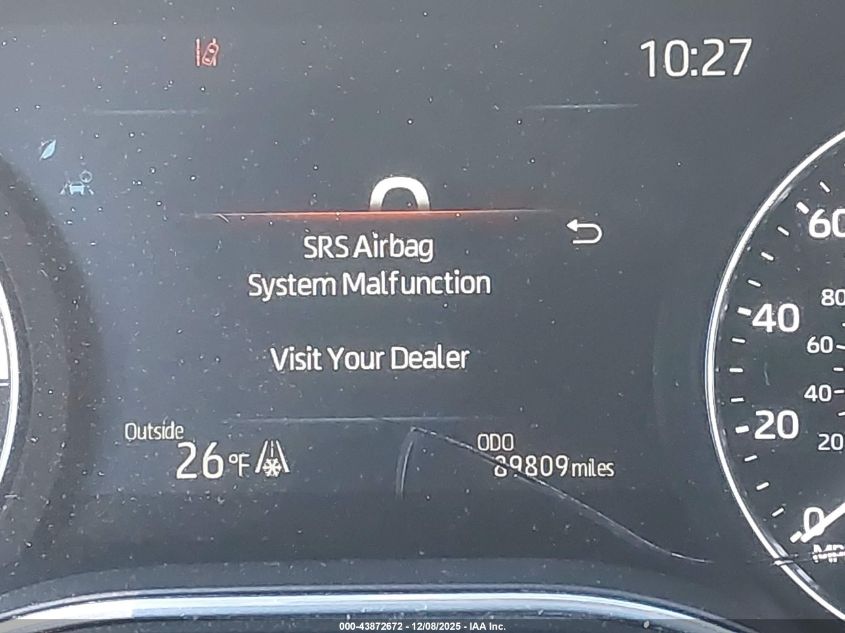 10:27
SRS Airbag
System Malfunction
Visit Your Dealer
Outside
26°F
ODO
89809 miles
60
40
20
0
80
60
40
20
000-43872672 - 12/08/2025 - IAA Inc.